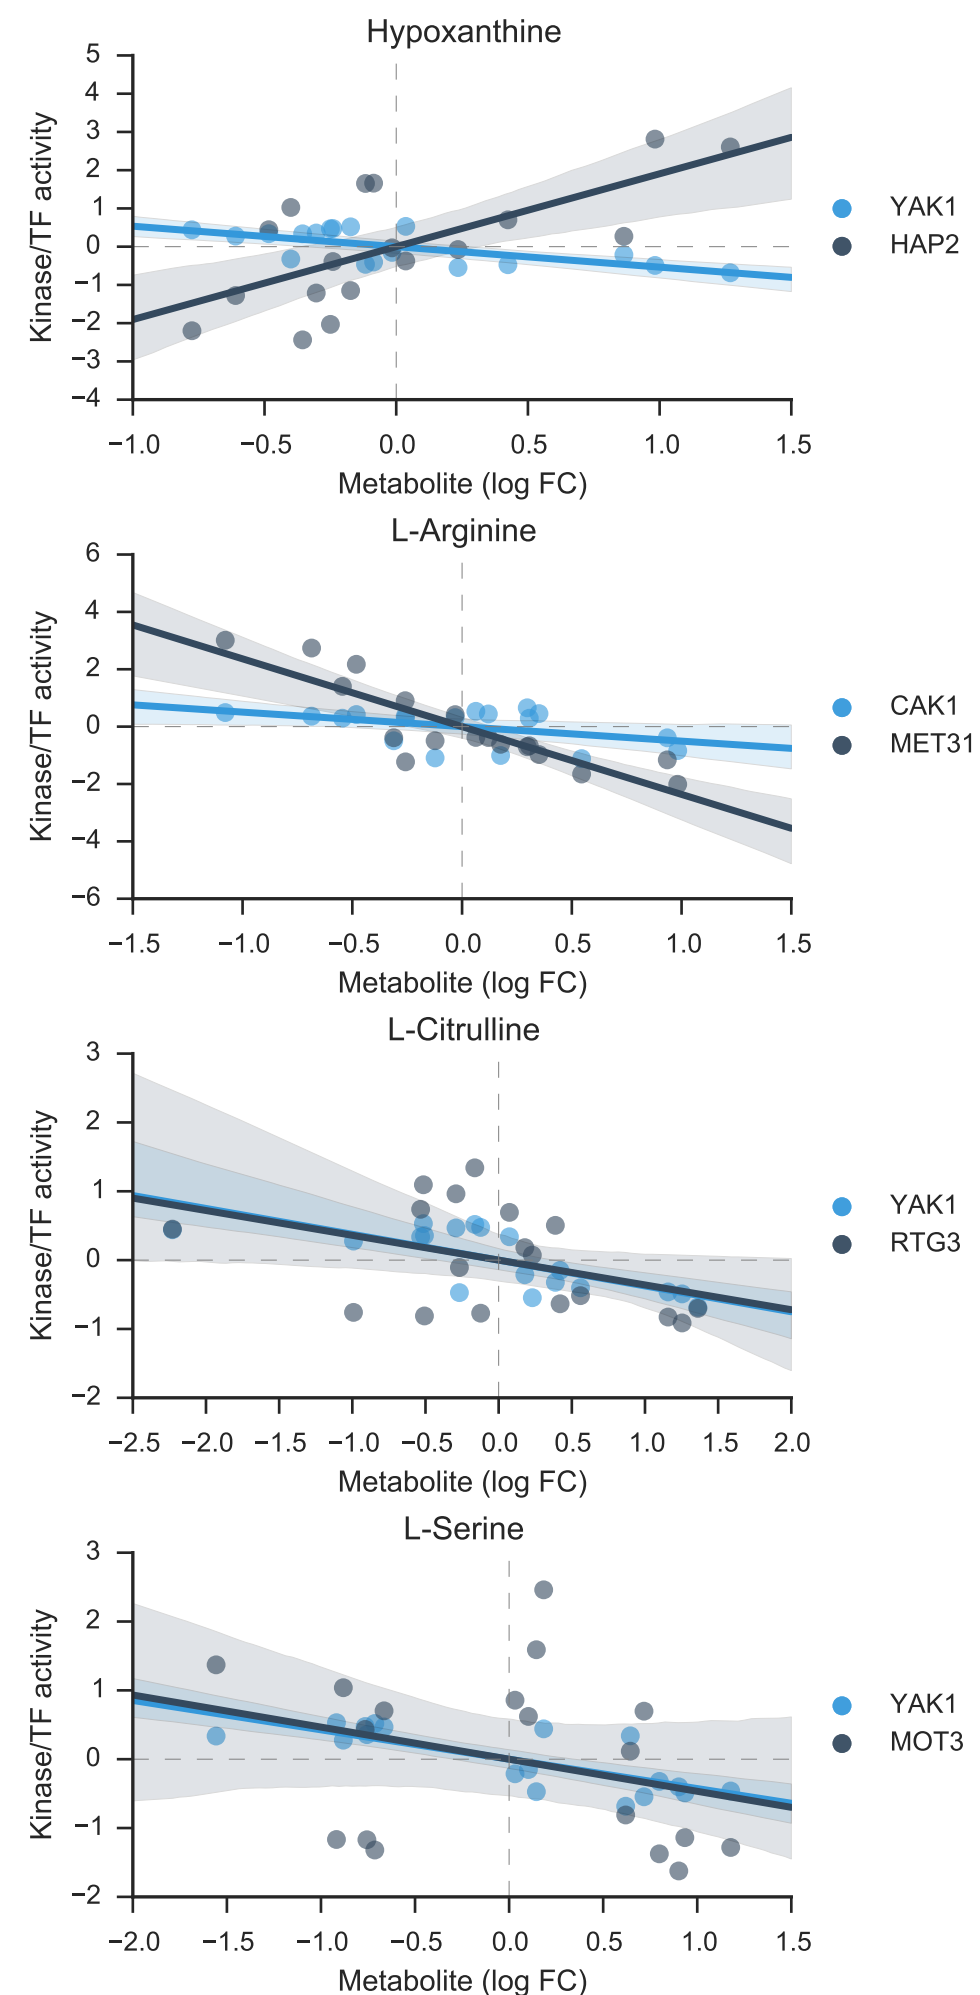 Hypoxanthine
5
4
3
2
1
0
−1
−2
−3
−4
Kinase/TF activity
−1.0 −0.5 0.0 0.5 1.0 1.5
Metabolite (log FC)
YAK1
HAP2
L-Arginine
6
4
2
0
−2
−4
−6
Kinase/TF activity
−1.5 −1.0 −0.5 0.0 0.5 1.0 1.5
Metabolite (log FC)
CAK1
MET31
L-Citrulline
3
2
1
0
−1
−2
Kinase/TF activity
−2.5 −2.0 −1.5 −1.0 −0.5 0.0 0.5 1.0 1.5 2.0
Metabolite (log FC)
YAK1
RTG3
L-Serine
3
2
1
0
−1
−2
Kinase/TF activity
−2.0 −1.5 −1.0 −0.5 0.0 0.5 1.0 1.5
Metabolite (log FC)
YAK1
MOT3